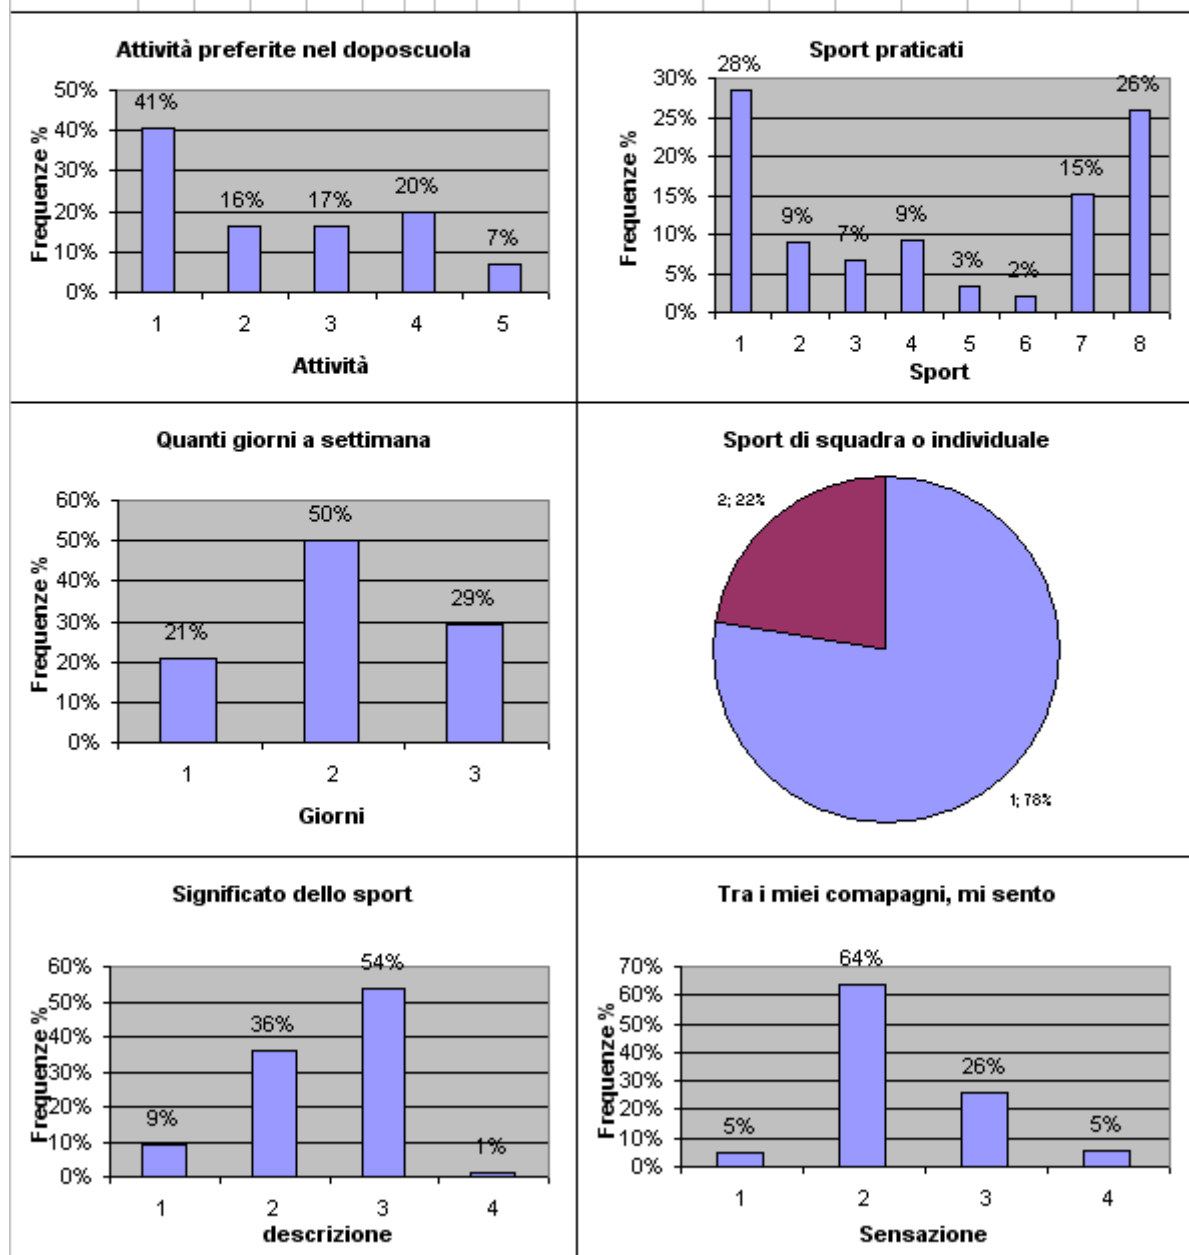 Attività preferite nel doposcuola
Frequenze %
50%
40%
30%
20%
10%
0%
41%
16%
17%
20%
7%
1 2 3 4 5
Attività
Sport praticati
Frequenze %
30%
25%
20%
15%
10%
5%
0%
28%
9%
7%
9%
3%
2%
15%
26%
1 2 3 4 5 6 7 8
Sport
Quanti giorni a settimana
Frequenze %
60%
50%
40%
30%
20%
10%
0%
21%
50%
29%
1 2 3
Giorni
Sport di squadra o individuale
2; 22%
1; 78%
Significato dello sport
Frequenze %
60%
50%
40%
30%
20%
10%
0%
9%
36%
54%
1%
1 2 3 4
descrizione
Tra i miei comapagni, mi sento
Frequenze %
70%
60%
50%
40%
30%
20%
10%
0%
5%
64%
26%
5%
1 2 3 4
Sensazione